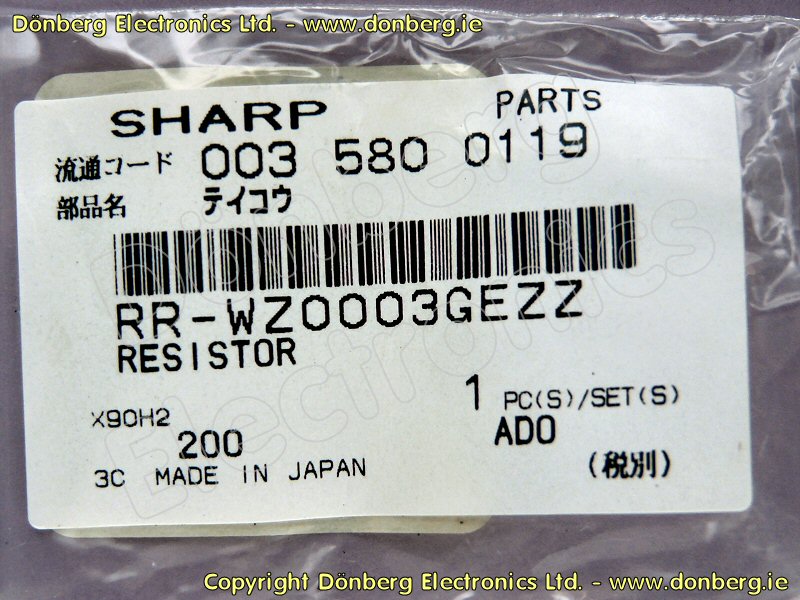 Dönberg Electronics Ltd. - www.donberg.ie
SHARP PARTS
流通コード 003 580 0119
部品名 テイコウ
RR-WZ0003GEZZ
RESISTOR
1 PC(S)/SET(S)
X90H2
200 ADO
3C MADE IN JAPAN (税別)
Dönberg Electronics
Copyright Dönberg Electronics Ltd. - www.donberg.ie